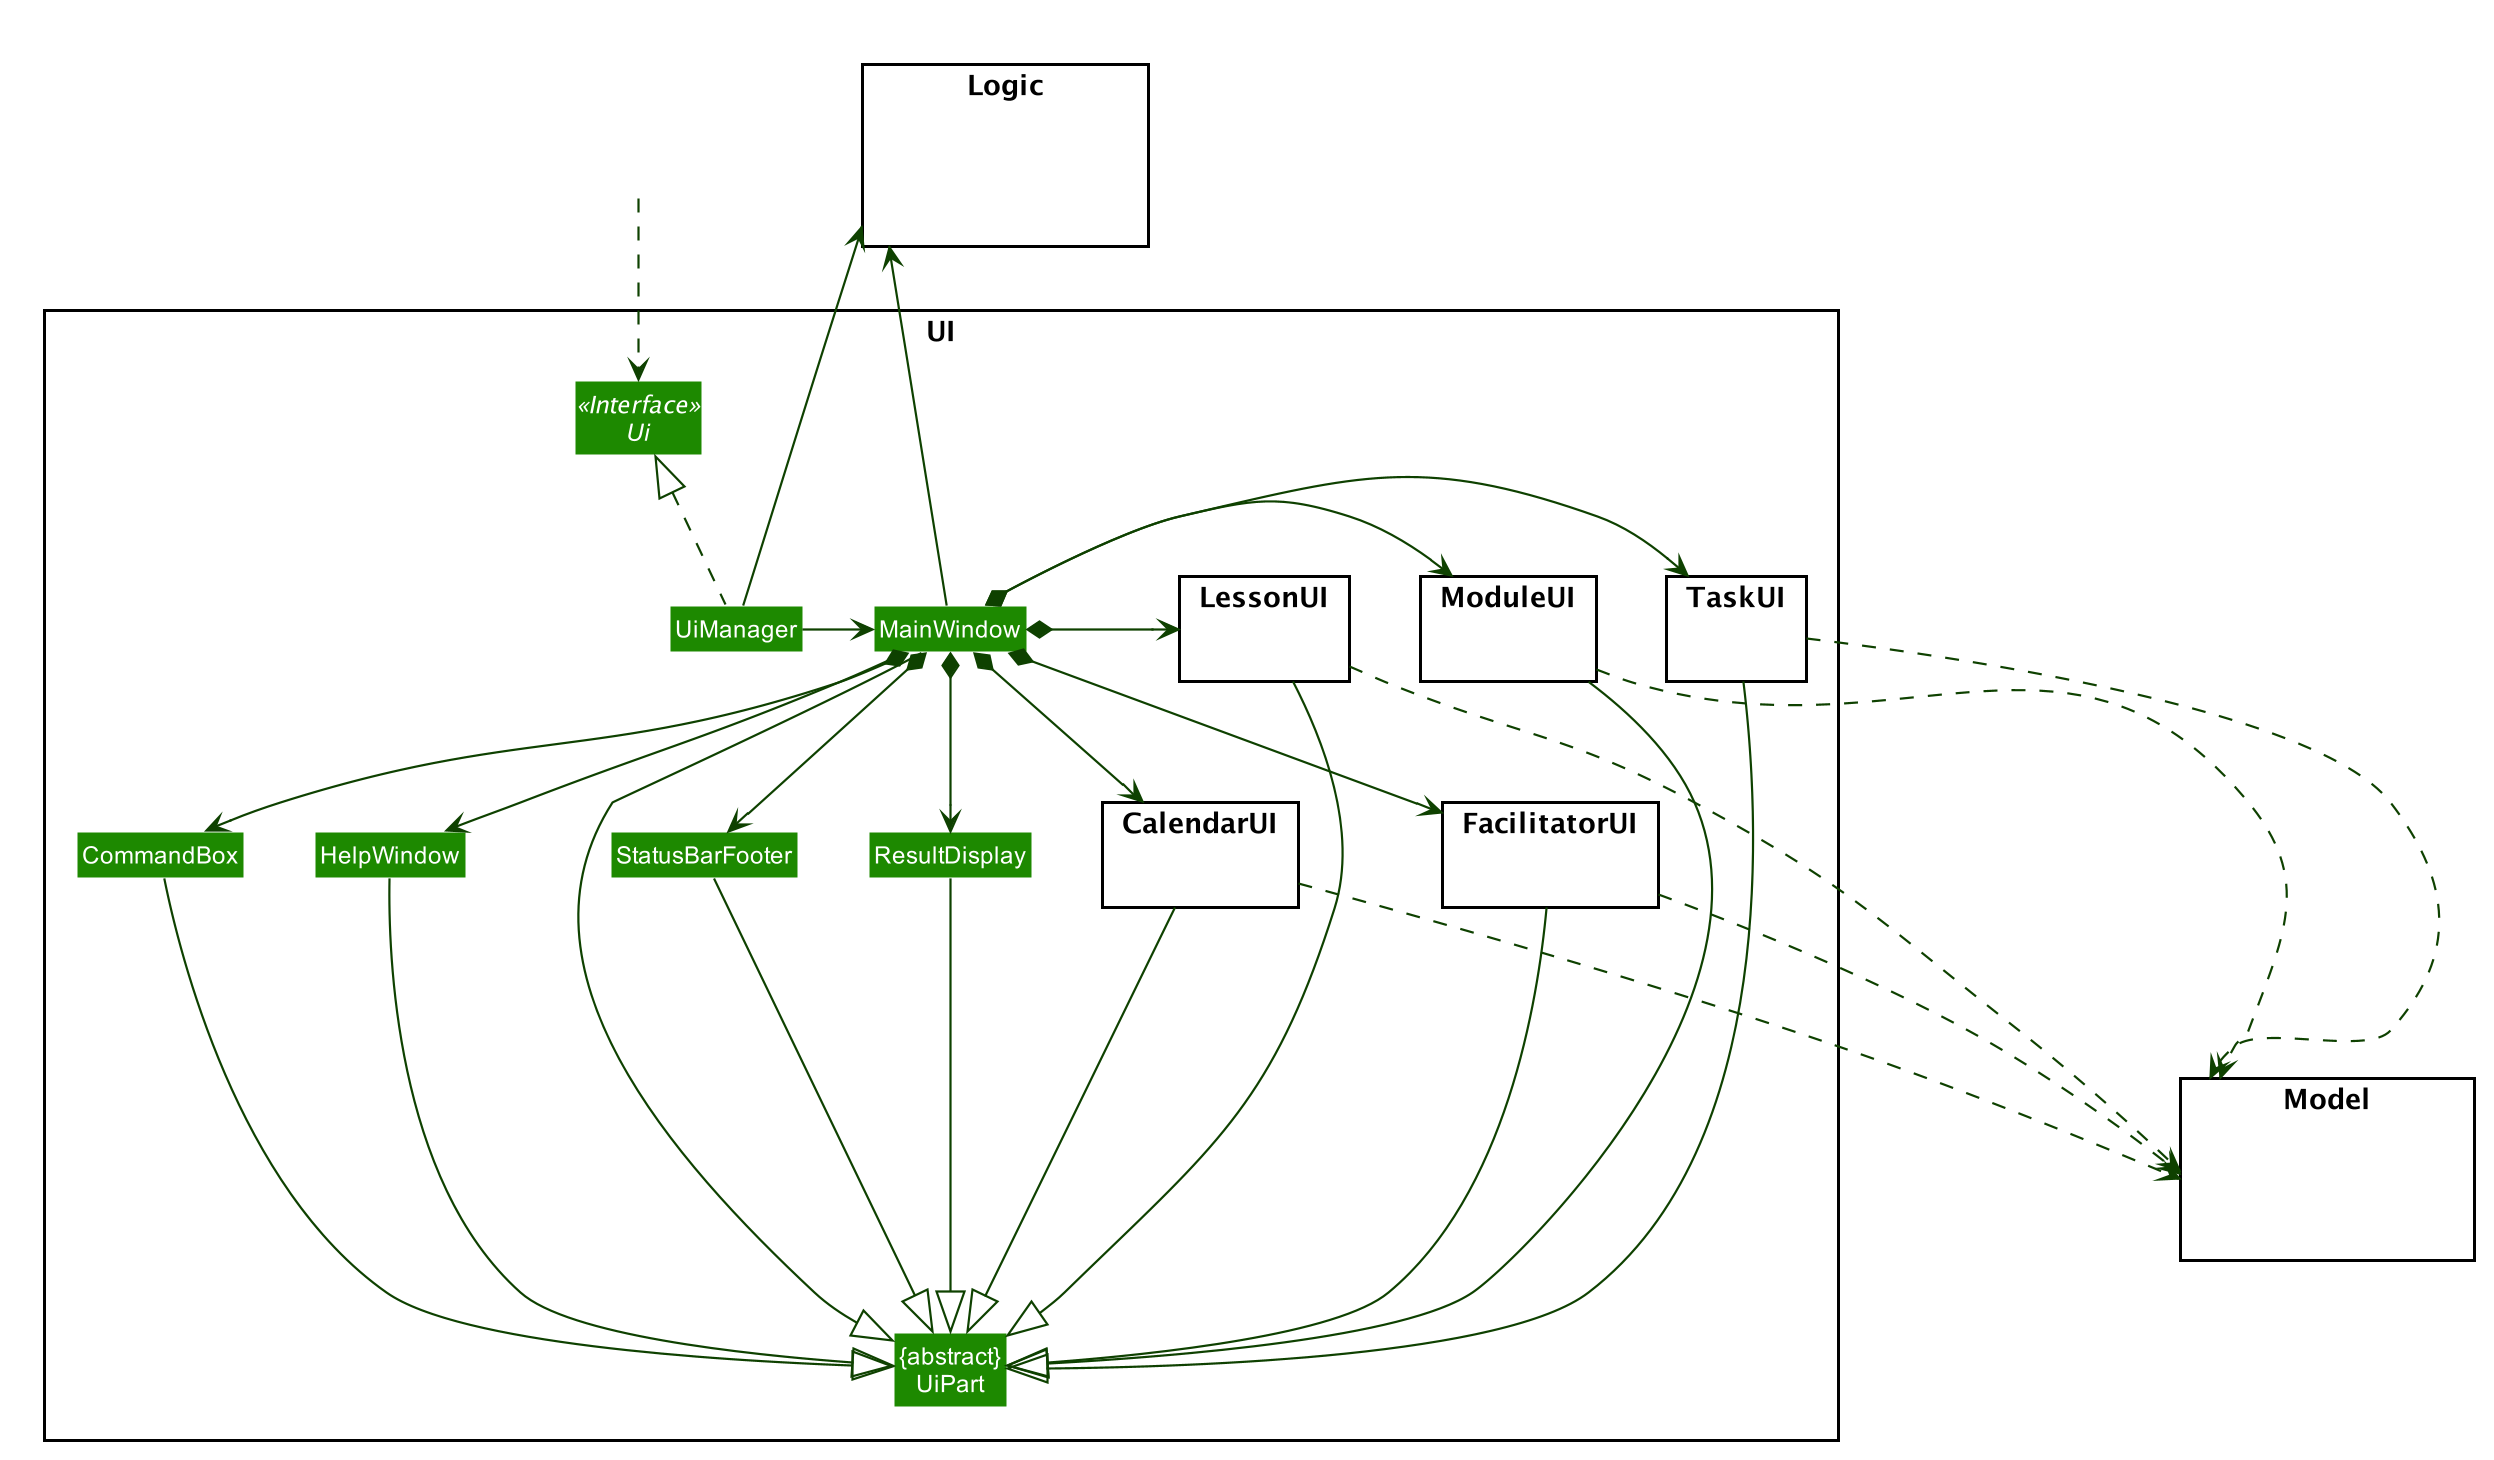 Logic
UI
«Interface»
Ui
UiManager
MainWindow
LessonUI
ModuleUI
TaskUI
CommandBox
HelpWindow
StatusBarFooter
ResultDisplay
CalendarUI
FacilitatorUI
Model
{abstract}
UiPart